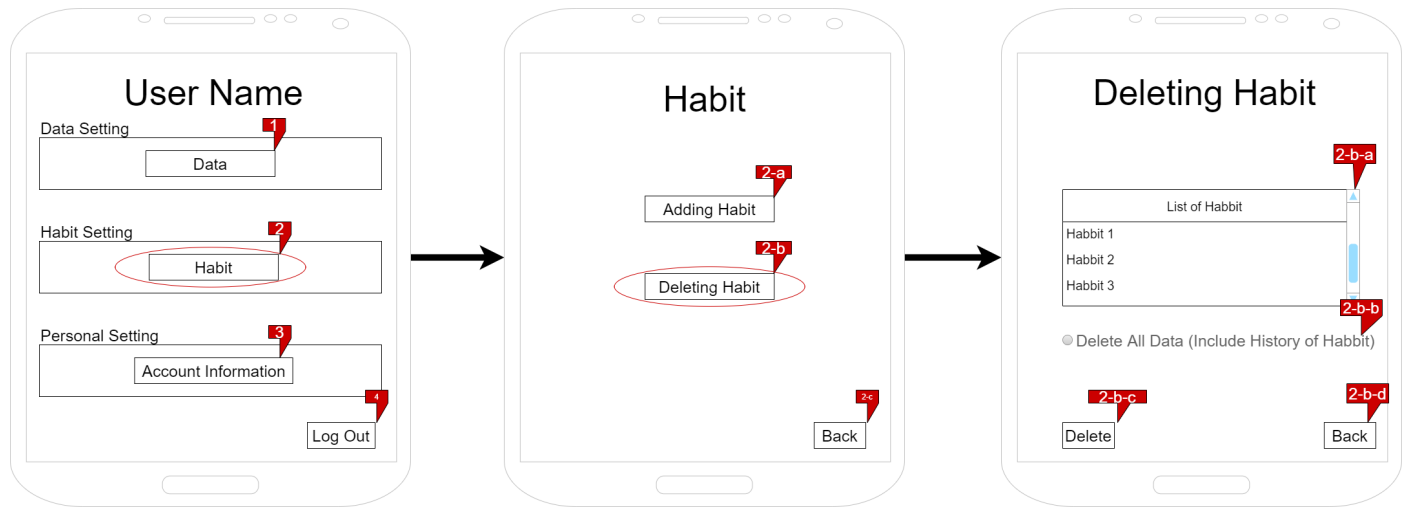 User Name
Data Setting
1
Data
Habit Setting
2
Habit
Personal Setting
3
Account Information
4
Log Out
Habit
2-a
Adding Habit
2-b
Deleting Habit
2-c
Back
Deleting Habit
2-b-a
List of Habbit
Habbit 1
Habbit 2
Habbit 3
2-b-b
Delete All Data (Include History of Habbit)
2-b-c
Delete
2-b-d
Back